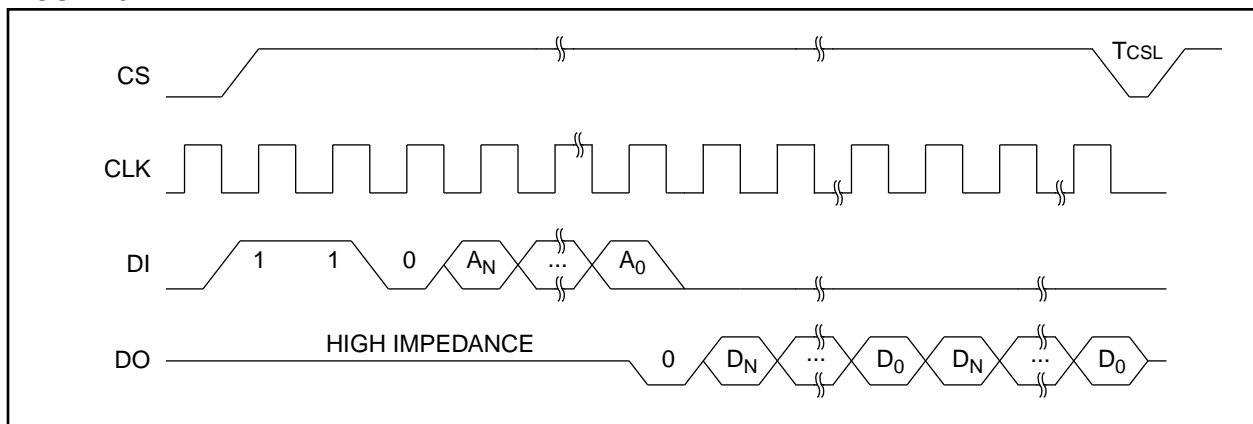 CS TCSL
CLK
DI 1 1 0 AN ... A0
HIGH IMPEDANCE
DO 0 DN ... D0 DN ... D0